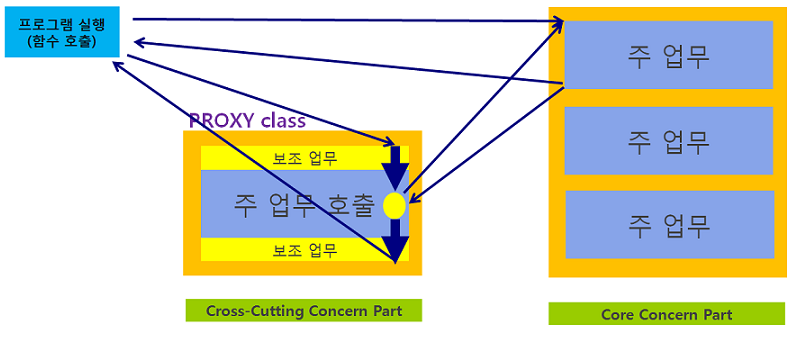 프로그램 실행
(함수 호출)
주 업무
PROXY class
보조 업무
주 업무
주 업무 호출
주 업무
보조 업무
Cross-Cutting Concern Part
Core Concern Part